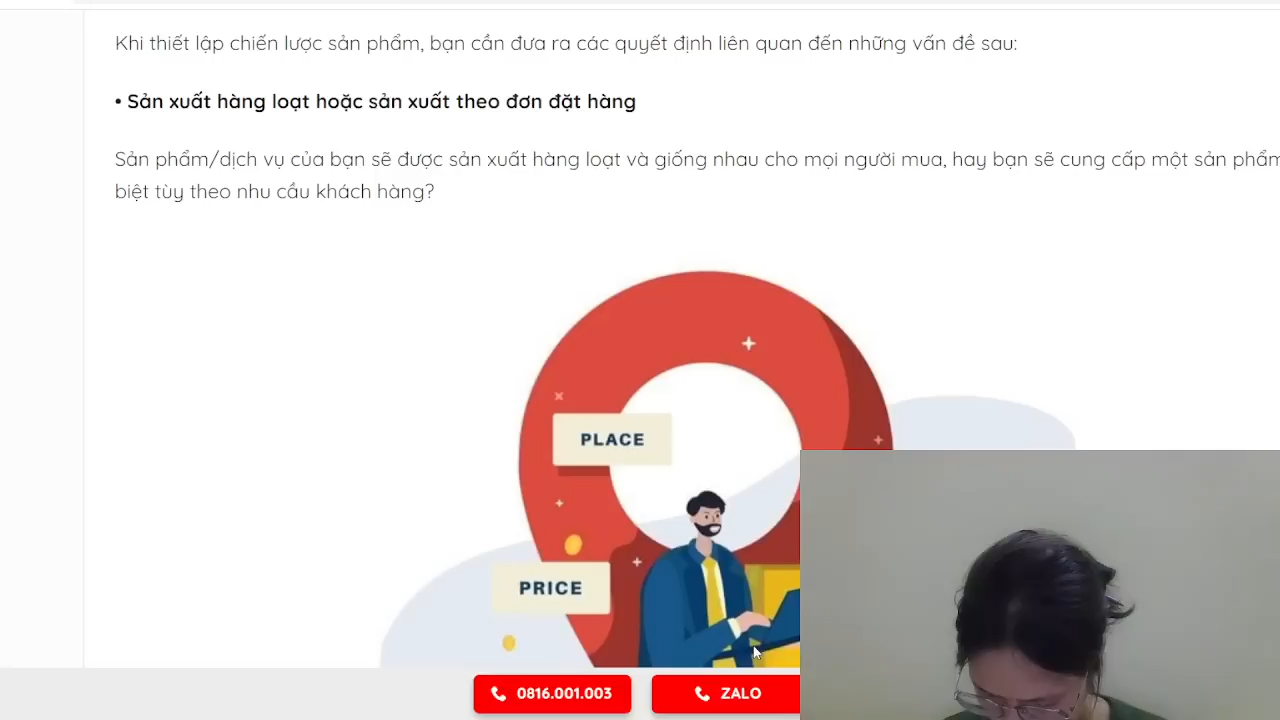 Khi thiết lập chiến lược sản phẩm, bạn cần đưa ra các quyết định liên quan đến những vấn đề sau:
• Sản xuất hàng loạt hoặc sản xuất theo đơn đặt hàng
Sản phẩm/dịch vụ của bạn sẽ được sản xuất hàng loạt và giống nhau cho mọi người mua, hay bạn sẽ cung cấp một sản phẩm
biệt tùy theo nhu cầu khách hàng?
PLACE
PRICE
0816.001.003
ZALO